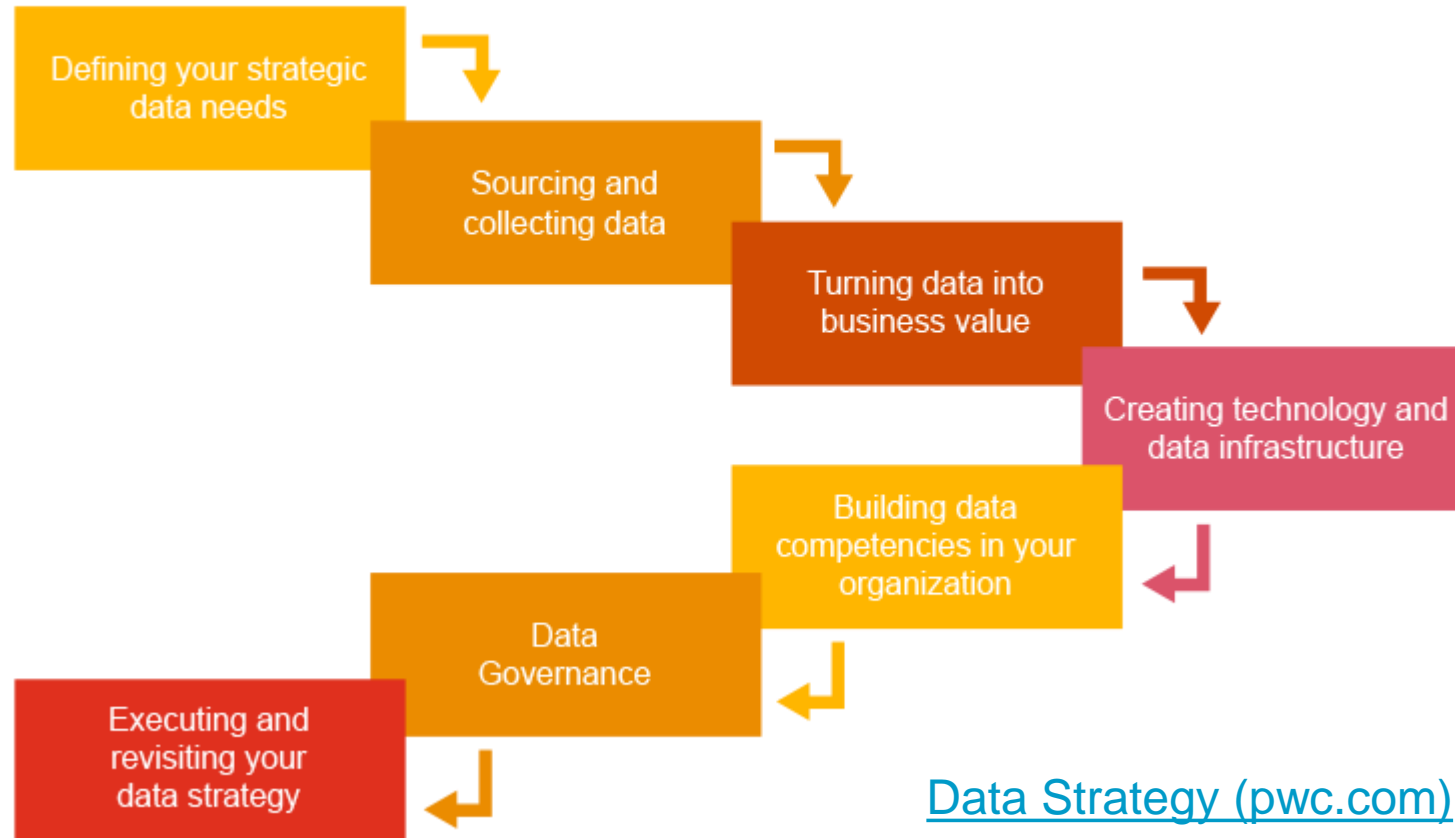 Defining your strategic
data needs
Sourcing and
collecting data
Turning data into
business value
Creating technology and
data infrastructure
Building data
competencies in your
organization
Data
Governance
Executing and
revisiting your
data strategy
Data Strategy (pwc.com)